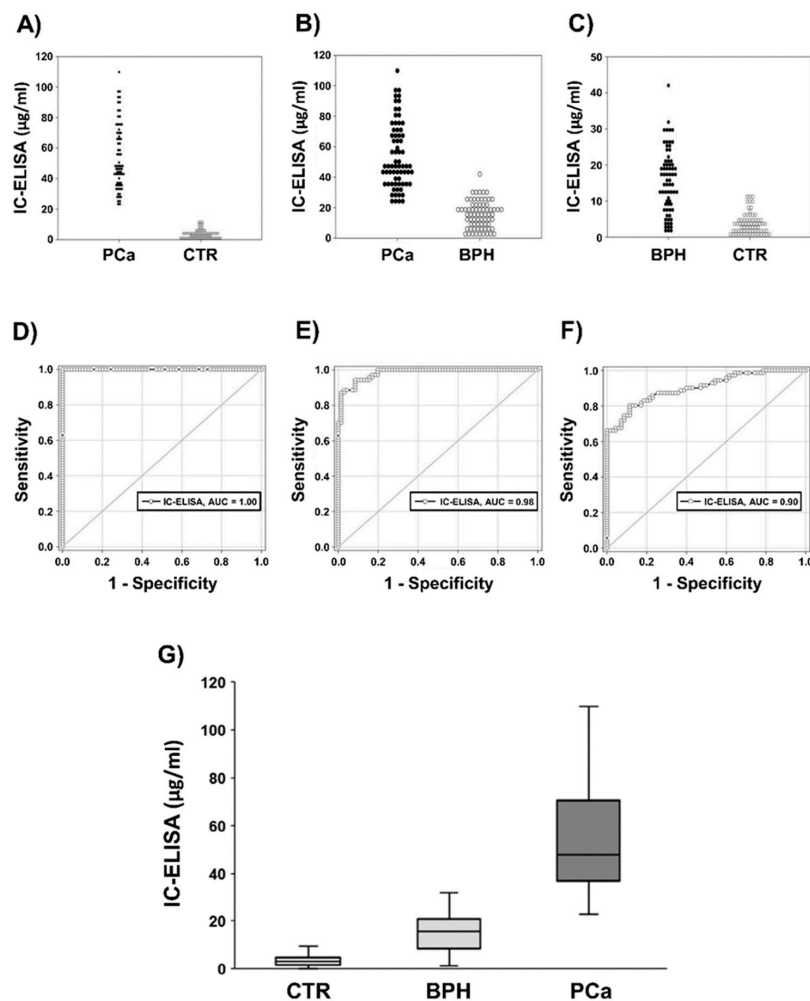 A)
IC-ELISA (µg/ml)
120
100
80
60
40
20
0
PCa
CTR
B)
IC-ELISA (µg/ml)
120
100
80
60
40
20
0
PCa
BPH
C)
IC-ELISA (µg/ml)
50
40
30
20
10
0
BPH
CTR
D)
Sensitivity
1.0
0.8
0.6
0.4
0.2
0.0
IC-ELISA, AUC = 1.00
0.0 0.2 0.4 0.6 0.8 1.0
1 - Specificity
E)
Sensitivity
1.0
0.8
0.6
0.4
0.2
0.0
IC-ELISA, AUC = 0.98
0.0 0.2 0.4 0.6 0.8 1.0
1 - Specificity
F)
Sensitivity
1.0
0.8
0.6
0.4
0.2
0.0
IC-ELISA, AUC = 0.90
0.0 0.2 0.4 0.6 0.8 1.0
1 - Specificity
G)
IC-ELISA (µg/ml)
120
100
80
60
40
20
0
CTR
BPH
PCa